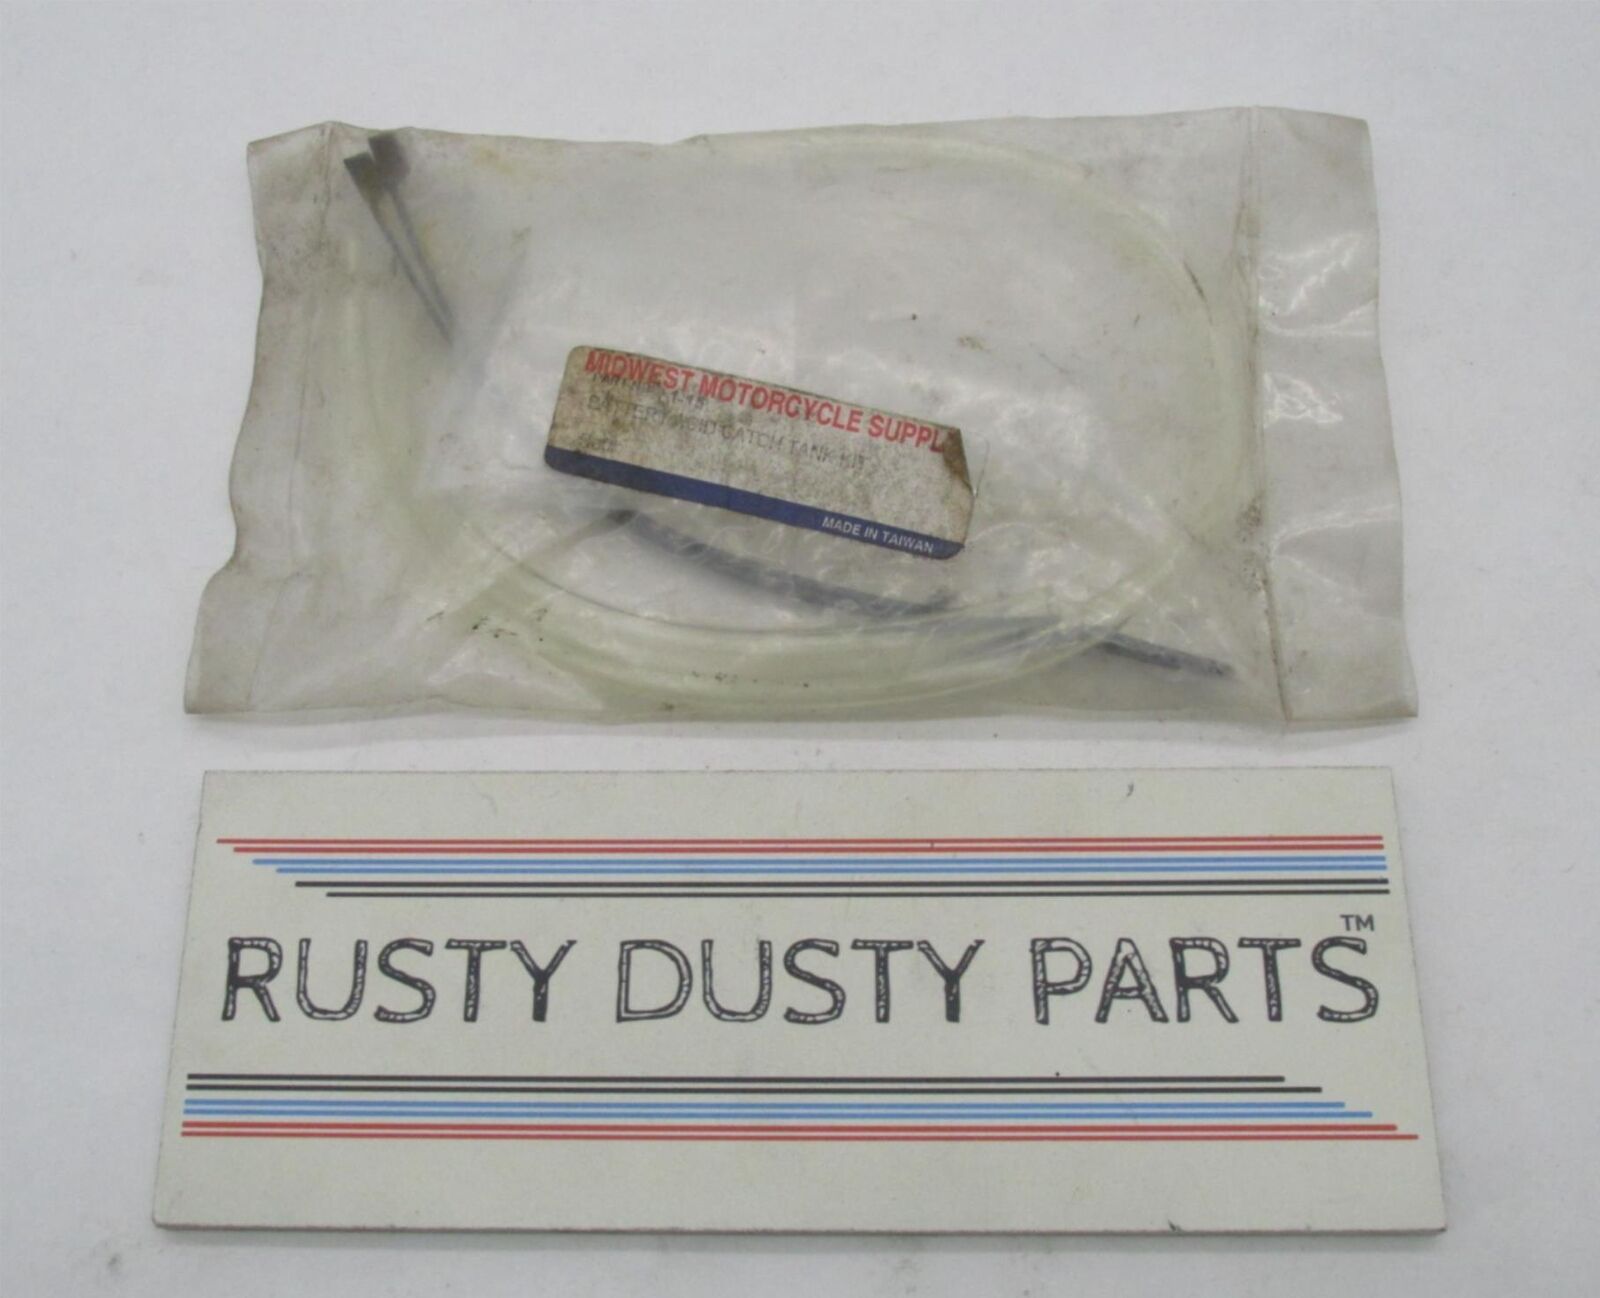 MIDWEST MOTORCYCLE SUPPL
BATTERY ACID CATCH TANK KIT
MADE IN TAIWAN
RUSTY DUSTY PARTS™